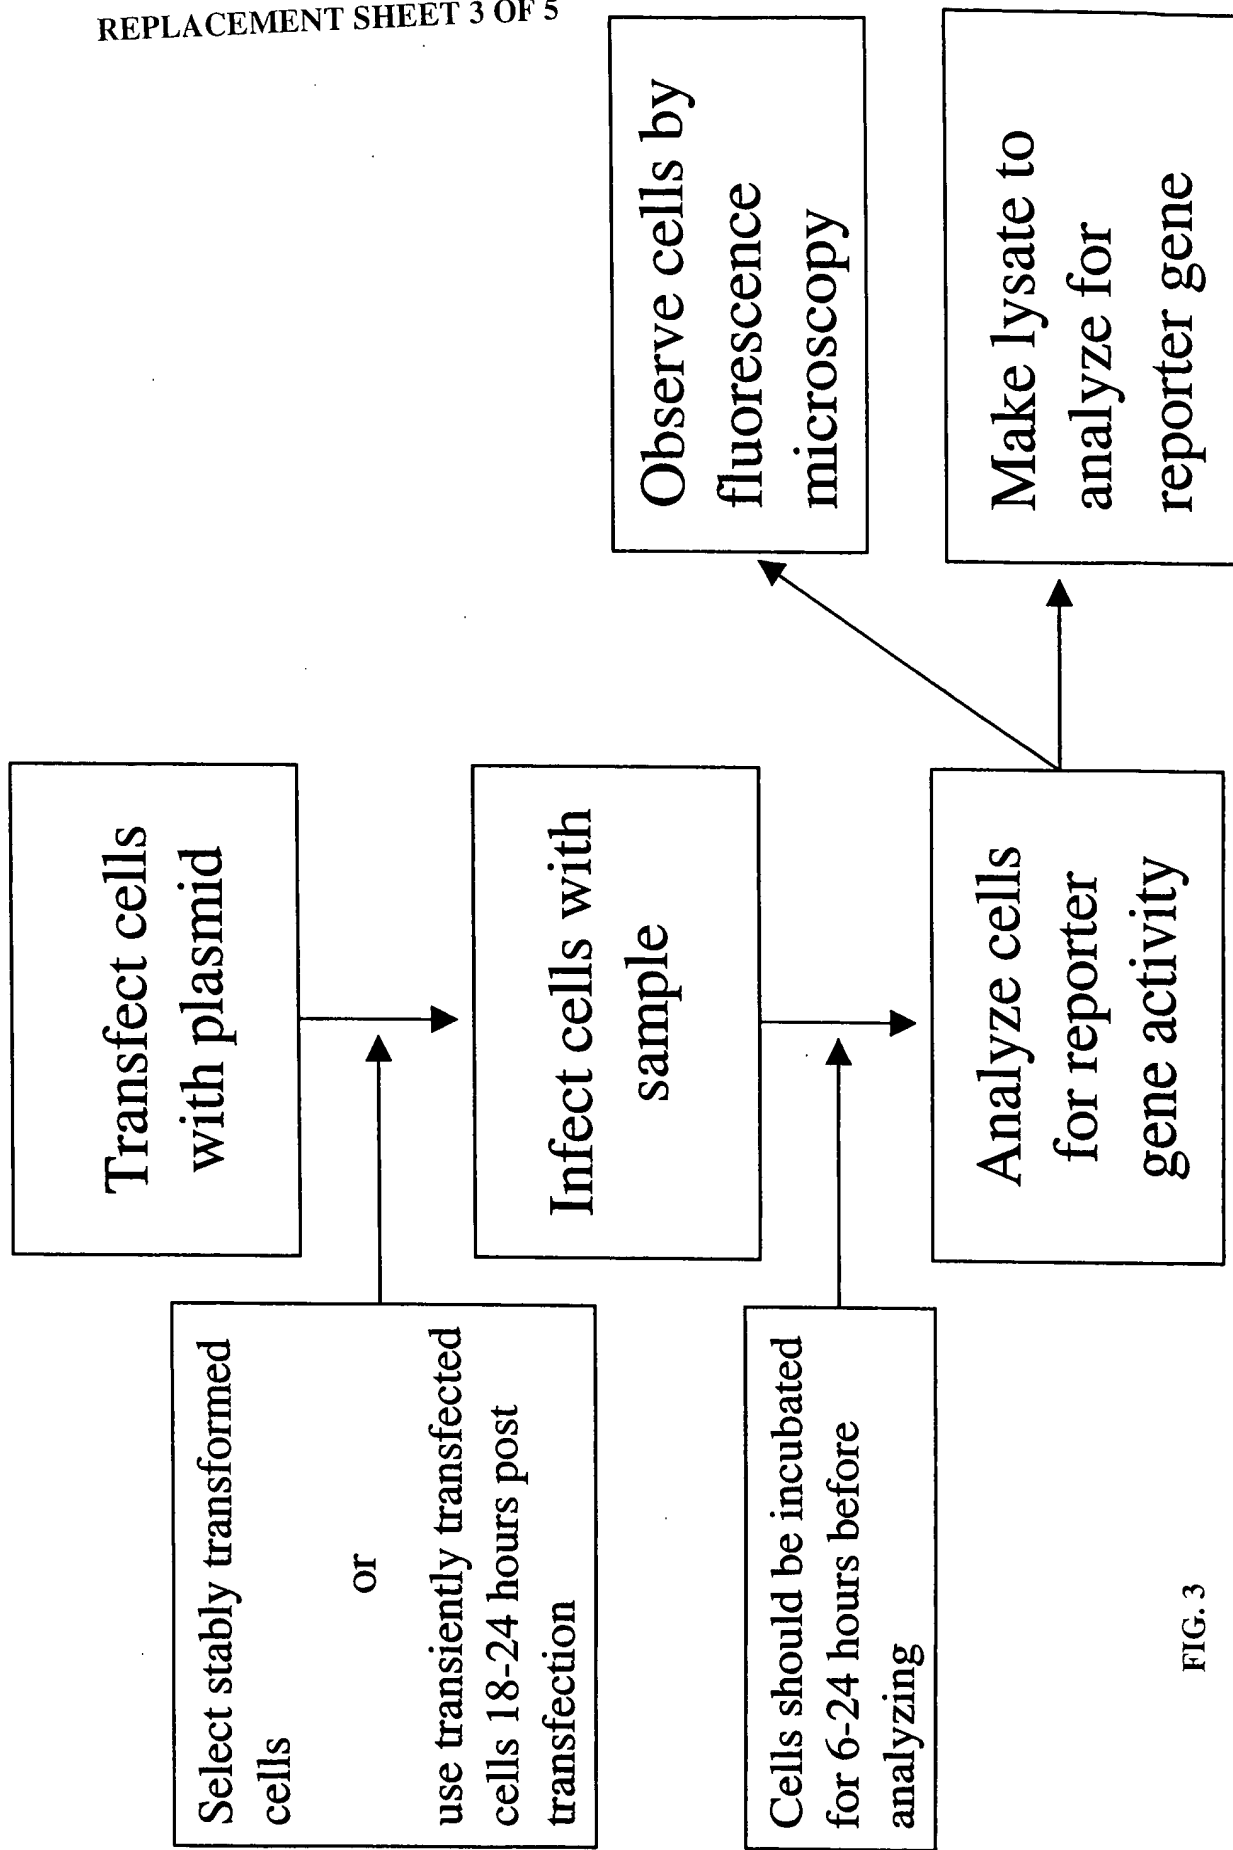 REPLACEMENT SHEET 3 OF 5
Transfect cells
with plasmid
Select stably transformed
cells
or
use transiently transfected
cells 18-24 hours post
transfection
Infect cells with
sample
Cells should be incubated
for 6-24 hours before
analyzing
Analyze cells
for reporter
gene activity
Observe cells by
fluorescence
microscopy
Make lysate to
analyze for
reporter gene
FIG. 3